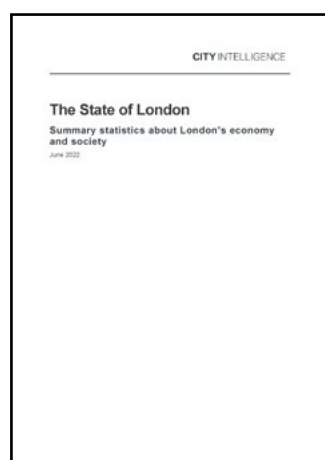 CITY INTELLIGENCE
The State of London
Summary statistics about London's economy
and society
June 2022